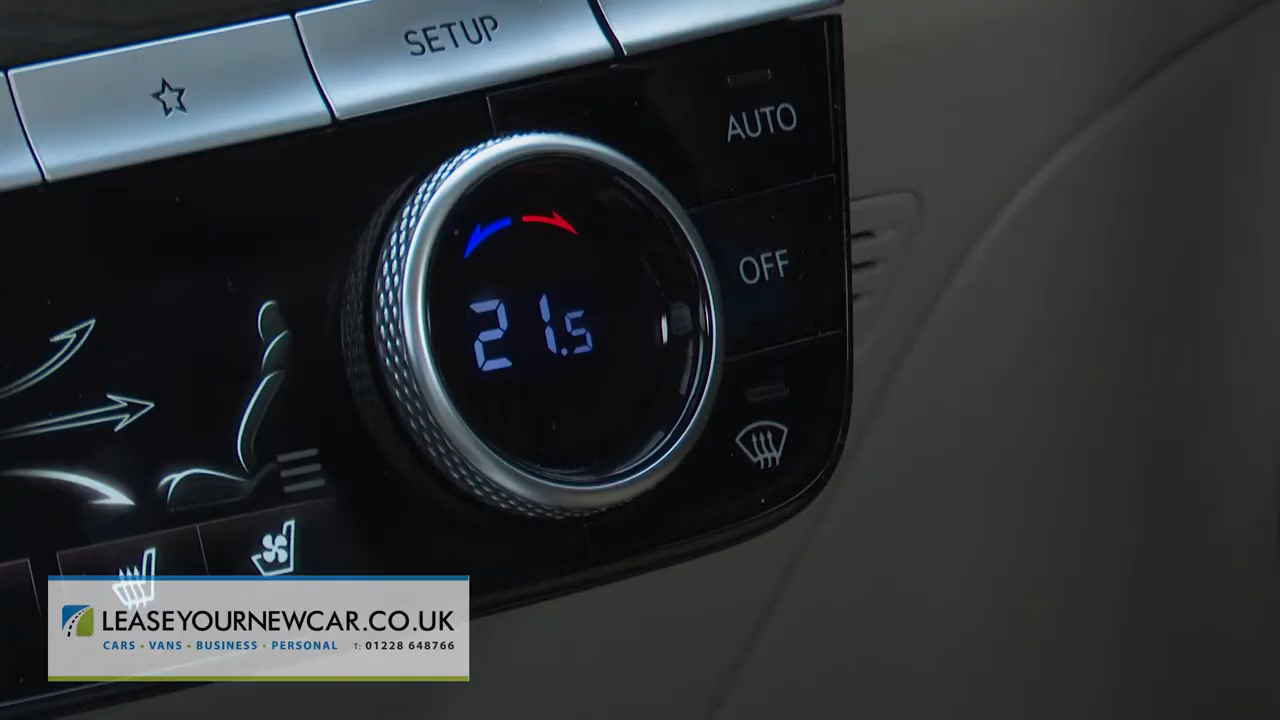 SETUP
AUTO
OFF
21.5
LEASEYOURNEWCAR.CO.UK
CARS • VANS • BUSINESS • PERSONAL T: 01228 648766